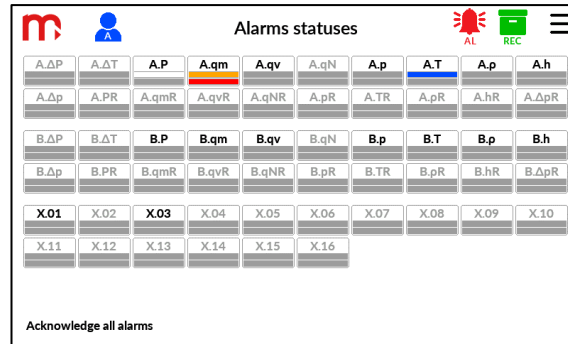 m A Alarms statuses AL REC
A.ΔP A.ΔT A.P A.qm A.qv A.qN A.p A.T A.ρ A.h
A.Δp A.PR A.qmR A.qvR A.qNR A.pR A.TR A.ρR A.hR A.ΔpR
B.ΔP B.ΔT B.P B.qm B.qv B.qN B.p B.T B.ρ B.h
B.Δp B.PR B.qmR B.qvR B.qNR B.pR B.TR B.ρR B.hR B.ΔpR
X.01 X.02 X.03 X.04 X.05 X.06 X.07 X.08 X.09 X.10
X.11 X.12 X.13 X.14 X.15 X.16
Acknowledge all alarms